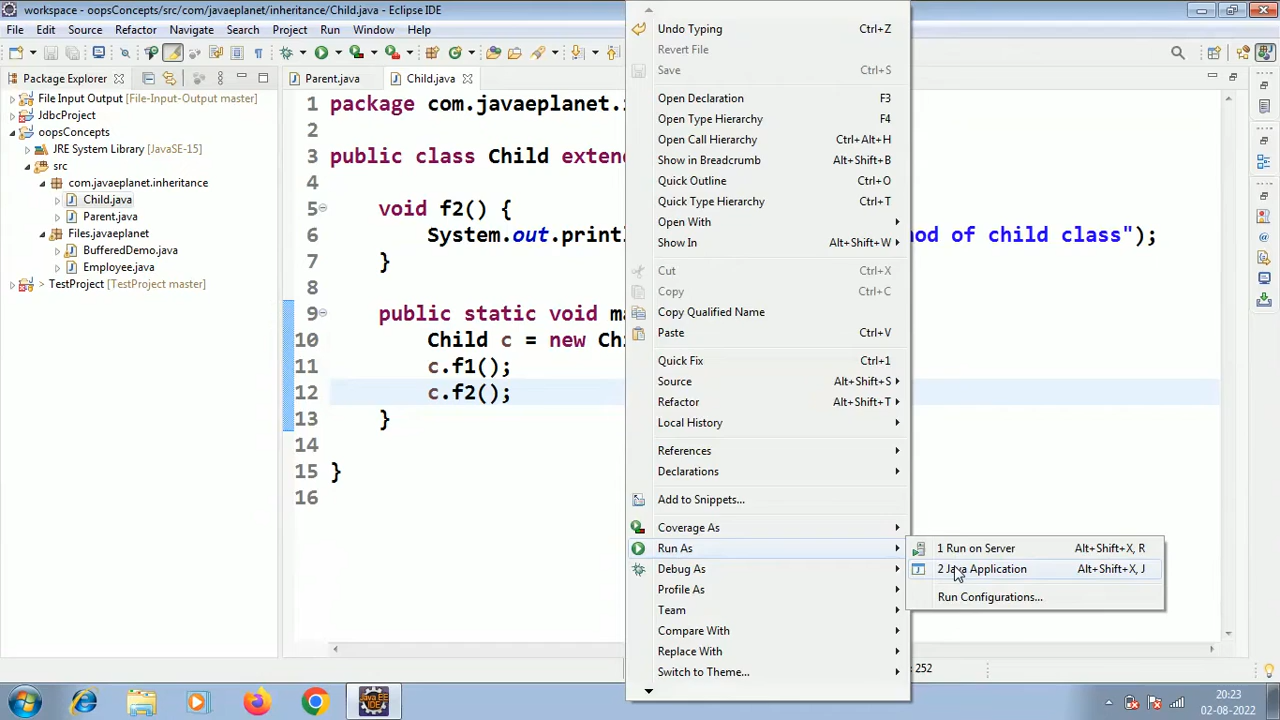 workspace - oopsConcepts/src/com/javaeplanet/inheritance/Child.java - Eclipse IDE
File Edit Source Refactor Navigate Search Project Run Window Help
Package Explorer
File Input Output [File-Input-Output master]
JdbcProject
oopsConcepts
JRE System Library [JavaSE-15]
src
com.javaeplanet.inheritance
Child.java
Parent.java
Files.javaeplanet
BufferedDemo.java
Employee.java
> TestProject [TestProject master]
Parent.java Child.java
1 package com.javaeplanet.
2
3 public class Child exten
4
5 void f2() {
6 System.out.printl od of child class");
7 }
8
9 public static void m
10 Child c = new Ch
11 c.f1();
12 c.f2();
13 }
14
15 }
16
Undo Typing Ctrl+Z
Revert File
Save Ctrl+S
Open Declaration F3
Open Type Hierarchy F4
Open Call Hierarchy Ctrl+Alt+H
Show in Breadcrumb Alt+Shift+B
Quick Outline Ctrl+O
Quick Type Hierarchy Ctrl+T
Open With
Show In Alt+Shift+W
Cut Ctrl+X
Copy Ctrl+C
Copy Qualified Name
Paste Ctrl+V
Quick Fix Ctrl+1
Source Alt+Shift+S
Refactor Alt+Shift+T
Local History
References
Declarations
Add to Snippets...
Coverage As
Run As
Debug As
Profile As
Team
Compare With
Replace With
Switch to Theme...
1 Run on Server Alt+Shift+X, R
2 Java Application Alt+Shift+X, J
Run Configurations...
252
Java EE
IDE
20:23
02-08-2022